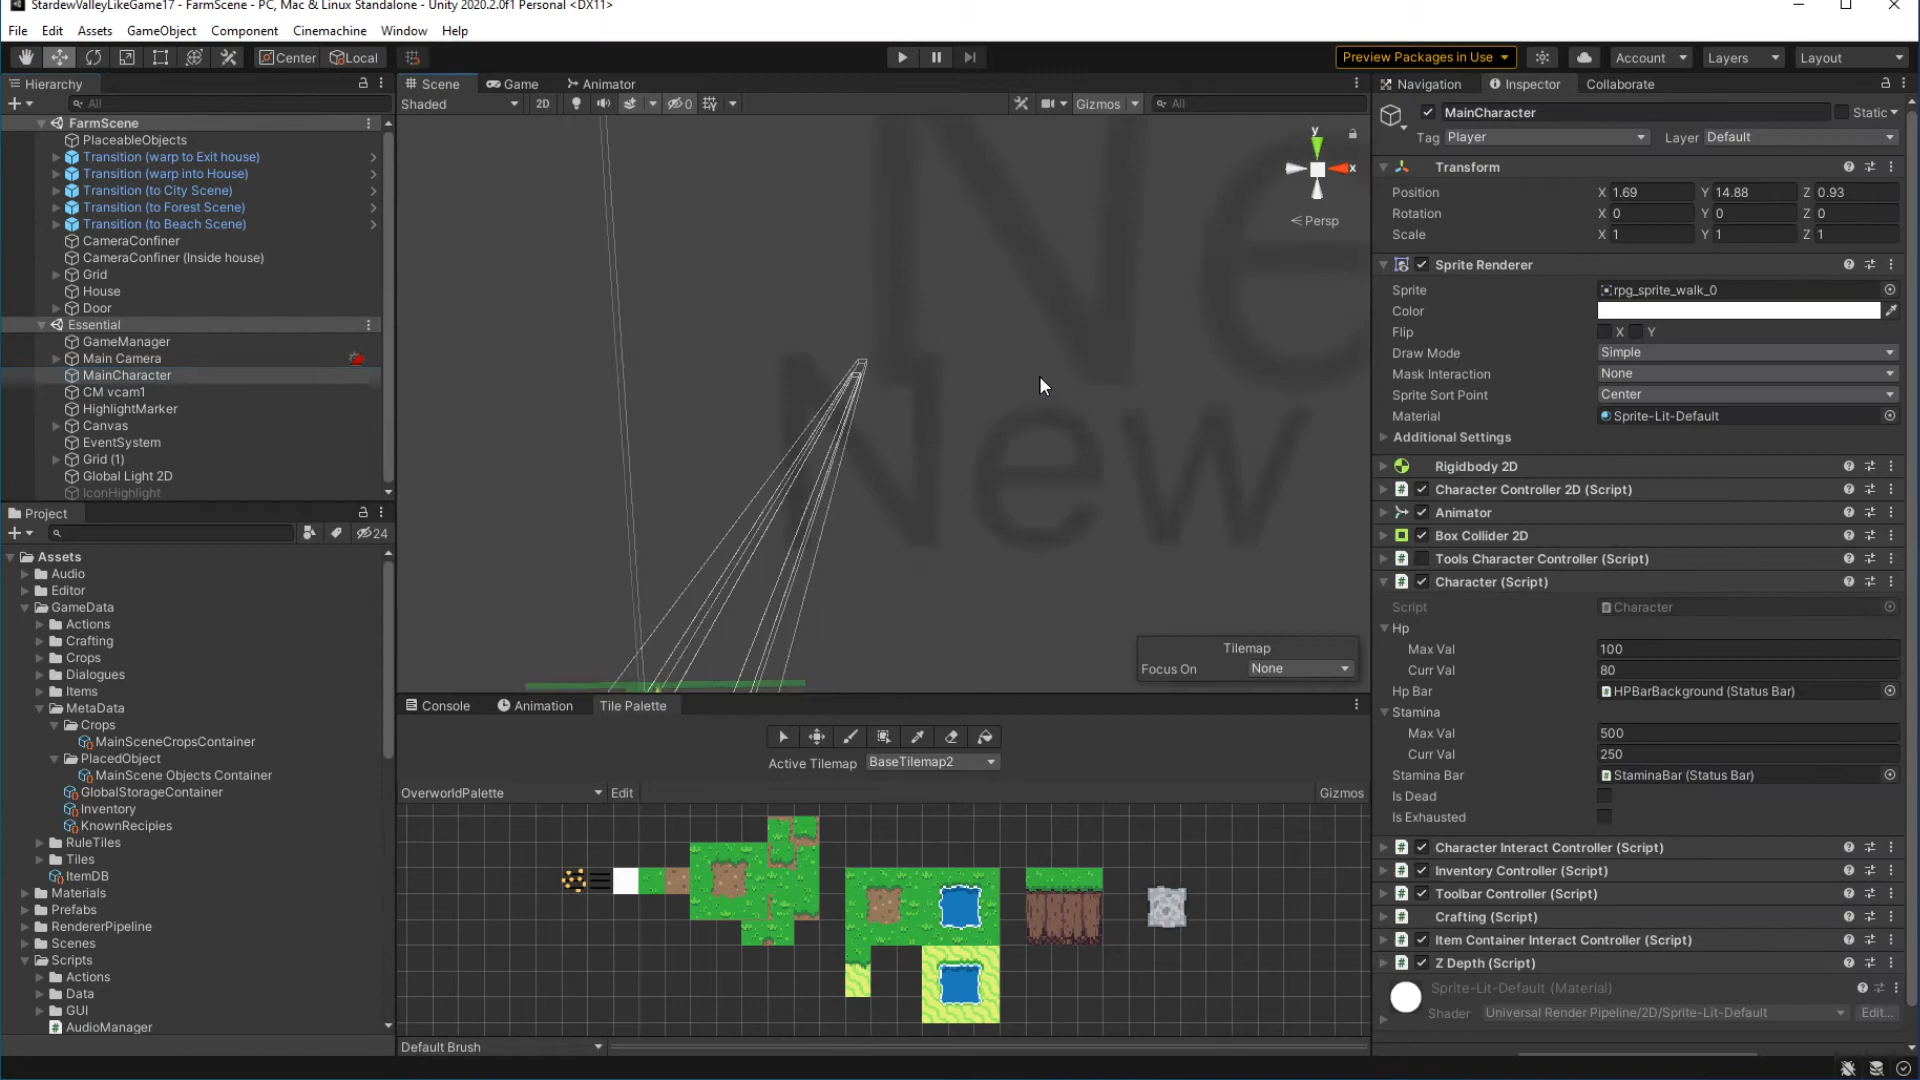 StardewValleyLikeGame17 - FarmScene - PC, Mac & Linux Standalone - Unity 2020.2.0f1 Personal <DX11>
File Edit Assets GameObject Component Cinemachine Window Help
Center Local Preview Packages in Use Account Layers Layout
Hierarchy
All
FarmScene
PlaceableObjects
Transition (warp to Exit house)
Transition (warp into House)
Transition (to City Scene)
Transition (to Forest Scene)
Transition (to Beach Scene)
CameraConfiner
CameraConfiner (Inside house)
Grid
House
Door
Essential
GameManager
Main Camera
MainCharacter
CM vcam1
HighlightMarker
Canvas
EventSystem
Grid (1)
Global Light 2D
IconHighlight
Project
24
Assets
Audio
Editor
GameData
Actions
Crafting
Crops
Dialogues
Items
MetaData
Crops
MainSceneCropsContainer
PlacedObject
MainScene Objects Container
GlobalStorageContainer
Inventory
KnownRecipies
RuleTiles
Tiles
ItemDB
Materials
Prefabs
RendererPipeline
Scenes
Scripts
Actions
Data
GUI
AudioManager
Scene Game Animator
Shaded 2D 0 Gizmos All
y
x
< Persp
Ne
New
Tilemap
Focus On None
Console Animation Tile Palette
Active Tilemap BaseTilemap2
OverworldPalette Edit Gizmos
Default Brush
Navigation Inspector Collaborate
MainCharacter Static
Tag Player Layer Default
Transform
Position X 1.69 Y 14.88 Z 0.93
Rotation X 0 Y 0 Z 0
Scale X 1 Y 1 Z 1
Sprite Renderer
Sprite rpg_sprite_walk_0
Color
Flip X Y
Draw Mode Simple
Mask Interaction None
Sprite Sort Point Center
Material Sprite-Lit-Default
Additional Settings
Rigidbody 2D
Character Controller 2D (Script)
Animator
Box Collider 2D
Tools Character Controller (Script)
Character (Script)
Script Character
Hp
Max Val 100
Curr Val 80
Hp Bar HPBarBackground (Status Bar)
Stamina
Max Val 500
Curr Val 250
Stamina Bar StaminaBar (Status Bar)
Is Dead
Is Exhausted
Character Interact Controller (Script)
Inventory Controller (Script)
Toolbar Controller (Script)
Crafting (Script)
Item Container Interact Controller (Script)
Z Depth (Script)
Sprite-Lit-Default (Material)
Shader Universal Render Pipeline/2D/Sprite-Lit-Default Edit...